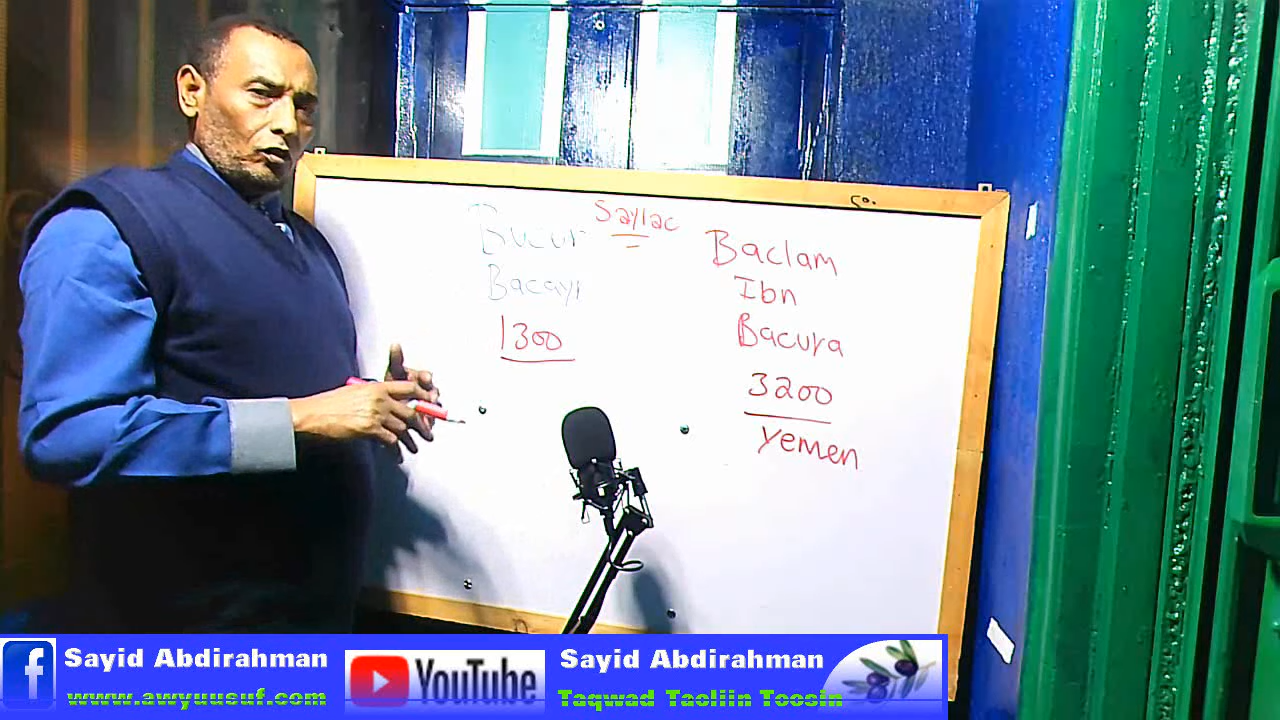 Saylac
Bucur
Bacayr
1300
Baclam
Ibn
Bacura
3200
Yemen
Sayid Abdirahman
www.awyuusuf.com
YouTube
Sayid Abdirahman
Taqwad Taoliin Toosin